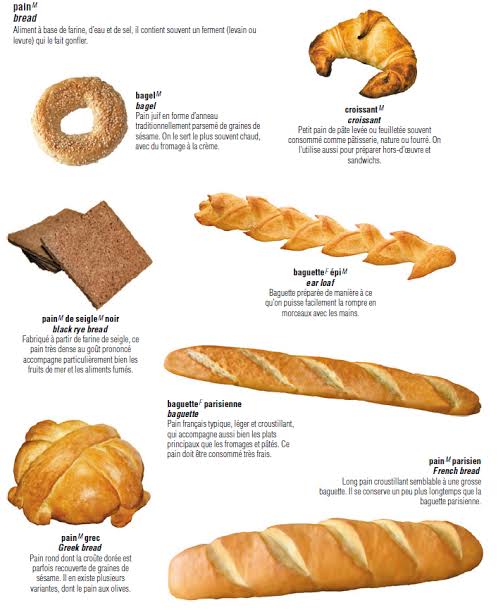 pain M
bread
Aliment à base de farine, d'eau et de sel, il contient souvent un ferment (levain ou
levure) qui le fait gonfler.
bagel M
bagel
Pain juif en forme d'anneau
traditionnellement parsemé de graines de
sésame. On le sert le plus souvent chaud,
avec du fromage à la crème.
croissant M
croissant
Petit pain de pâte levée ou feuilletée souvent
consommé comme pâtisserie, nature ou fourré. On
l'utilise aussi pour préparer hors-d'œuvre et
sandwichs.
pain M de seigle M noir
black rye bread
Fabriqué à partir de farine de seigle, ce
pain très dense au goût prononcé
accompagne particulièrement bien les
fruits de mer et les aliments fumés.
baguette F épi M
ear loaf
Baguette préparée de manière à ce
qu'on puisse facilement la rompre en
morceaux avec les mains.
baguette F parisienne
baguette
Pain français typique, léger et croustillant,
qui accompagne aussi bien les plats
principaux que les fromages et pâtés. Ce
pain doit être consommé très frais.
pain M parisien
French bread
Long pain croustillant semblable à une grosse
baguette. Il se conserve un peu plus longtemps que la
baguette parisienne.
pain M grec
Greek bread
Pain rond dont la croûte dorée est
parfois recouverte de graines de
sésame. Il en existe plusieurs
variantes, dont le pain aux olives.